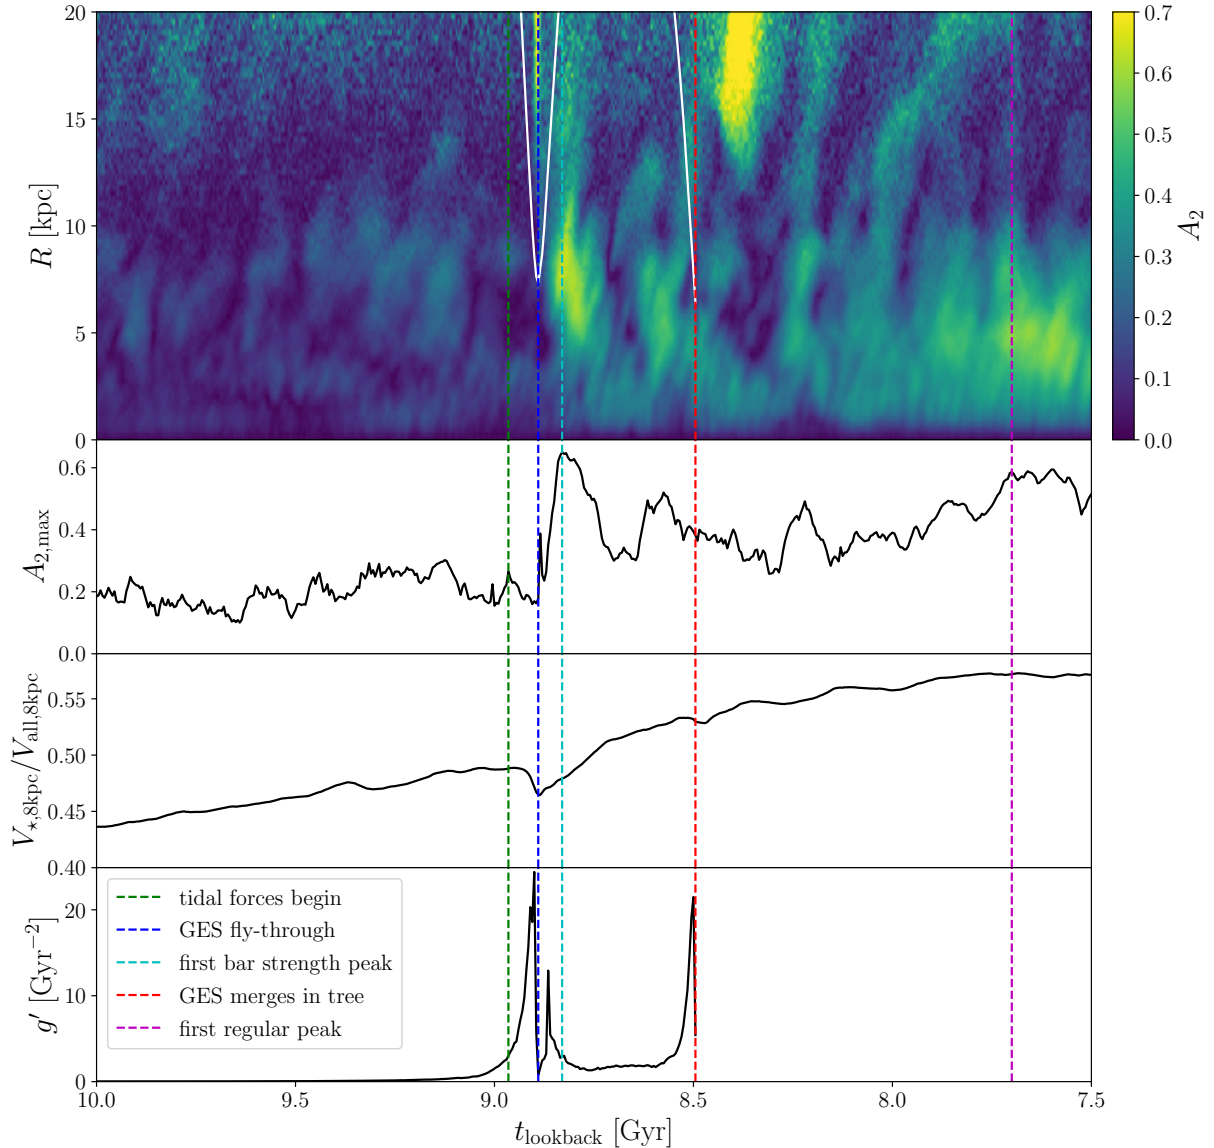 20
15
10
5
0
R [kpc]
0.7
0.6
0.5
0.4
0.3
0.2
0.1
0.0
A₂
0.6
0.4
0.2
0.0
A₂,max
0.55
0.50
0.45
0.40
V⋆,8kpc/Vall,8kpc
20
10
0
g′ [Gyr⁻²]
tidal forces begin
GES fly-through
first bar strength peak
GES merges in tree
first regular peak
10.0 9.5 9.0 8.5 8.0 7.5
tlookback [Gyr]